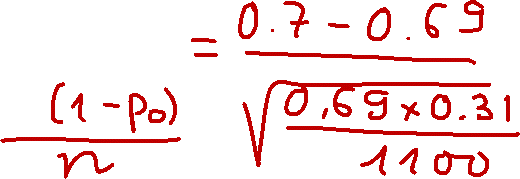 = 0.7 - 0.69
(1-p₀) √0,69×0.31
n 1100